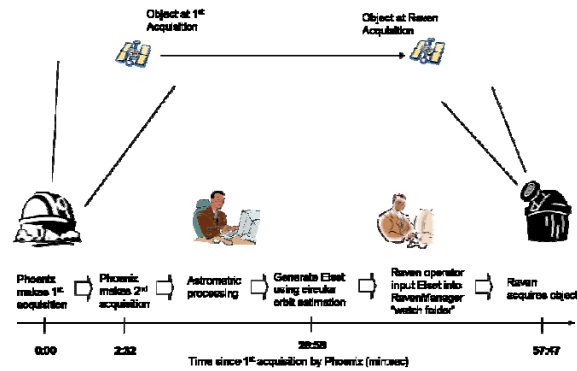 Object at 1st
Acquisition
Object at Raven
Acquisition
Phoenix
makes 1st
acquisition
Phoenix
makes 2nd
acquisition
Astrometric
processing
Generate Elset
using circular
orbit estimation
Raven operator
input Elset into
RavenManager
"watch folder"
Raven
acquires object
0:00
2:32
57:47
Time since 1st acquisition by Phoenix (min:sec)